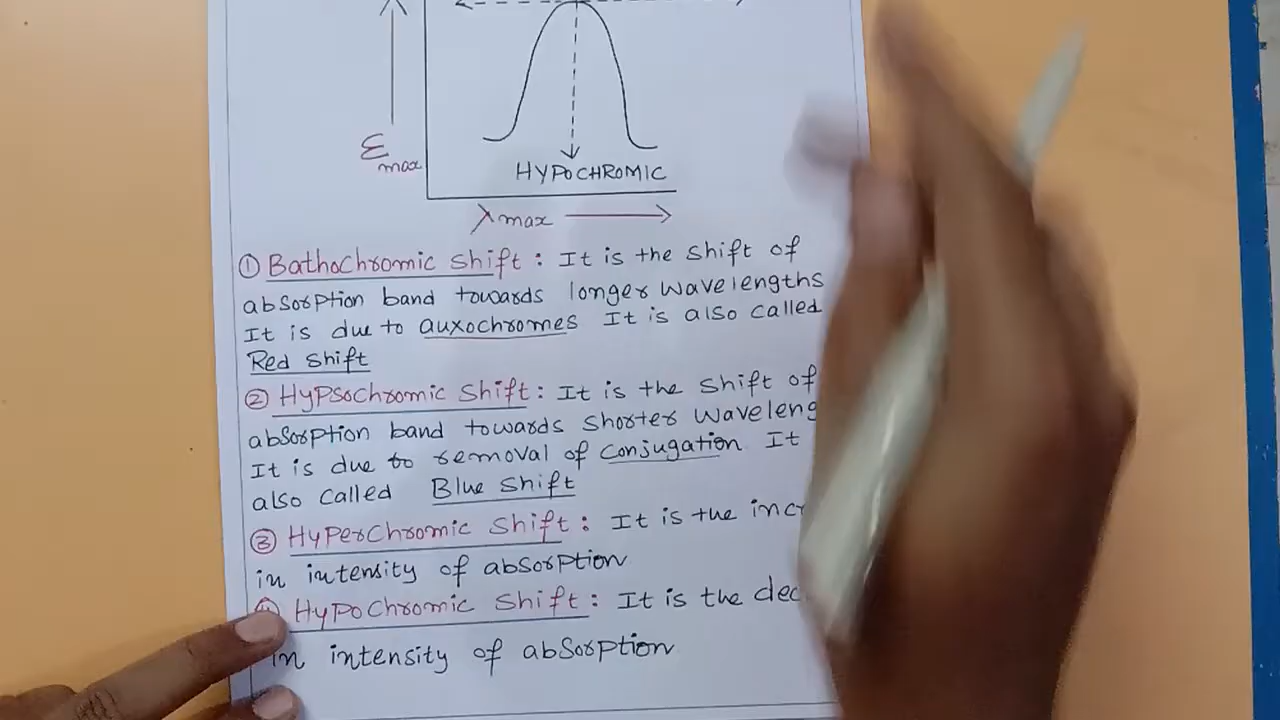 Ɛmax
HYPOCHROMIC
λmax
① Bathochromic shift : It is the shift of
absorption band towards longer wavelengths
It is due to auxochromes It is also called
Red shift
② Hypsochromic shift : It is the shift of
absorption band towards shorter
It is due to removal of conjugation It
also called Blue shift
③ Hyperchromic shift : It is the
in intensity of absorption
Hypochromic shift : It is the
in intensity of absorption